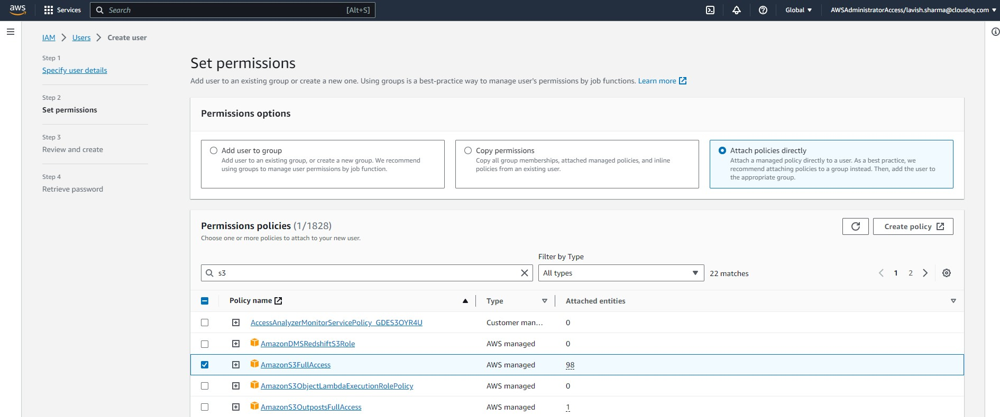 aws
Services
Search
[Alt+S]
Global
AWSAdministratorAccess/lavish.sharma@cloudeq.com
IAM > Users > Create user
Step 1
Specify user details
Step 2
Set permissions
Step 3
Review and create
Step 4
Retrieve password
Set permissions
Add user to an existing group or create a new one. Using groups is a best-practice way to manage user's permissions by job functions. Learn more
Permissions options
Add user to group
Add user to an existing group, or create a new group. We recommend
using groups to manage user permissions by job function.
Copy permissions
Copy all group memberships, attached managed policies, and inline
policies from an existing user.
Attach policies directly
Attach a managed policy directly to a user. As a best practice, we
recommend attaching policies to a group instead. Then, add the user to
the appropriate group.
Permissions policies (1/1828)
Choose one or more policies to attach to your new user.
Create policy
Filter by Type
s3
All types
22 matches
1 2
Policy name Type Attached entities
AccessAnalyzerMonitorServicePolicy_GDES3OYR4U Customer man... 0
AmazonDMSRedshiftS3Role AWS managed 0
AmazonS3FullAccess AWS managed 98
AmazonS3ObjectLambdaExecutionRolePolicy AWS managed 0
AmazonS3OutpostsFullAccess AWS managed 1